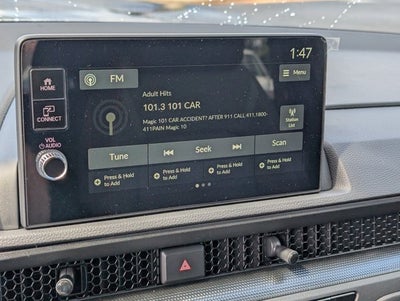 1:47
HOME
FM
Menu
Adult Hits
101.3 101 CAR
CONNECT
Magic 101 CAR ACCIDENT? AFTER 911 CALL 411,1800-
411PAIN Magic 10
Station
List
VOL
AUDIO
Tune
Seek
Scan
Press & Hold
to Add
Press & Hold
to Add
Press & Hold
to Add
Press & Hold
to Add